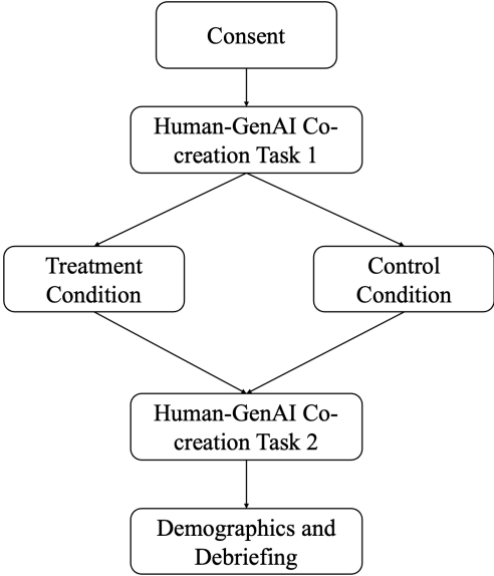 Consent
Human-GenAI Co-
creation Task 1
Treatment
Condition
Control
Condition
Human-GenAI Co-
creation Task 2
Demographics and
Debriefing